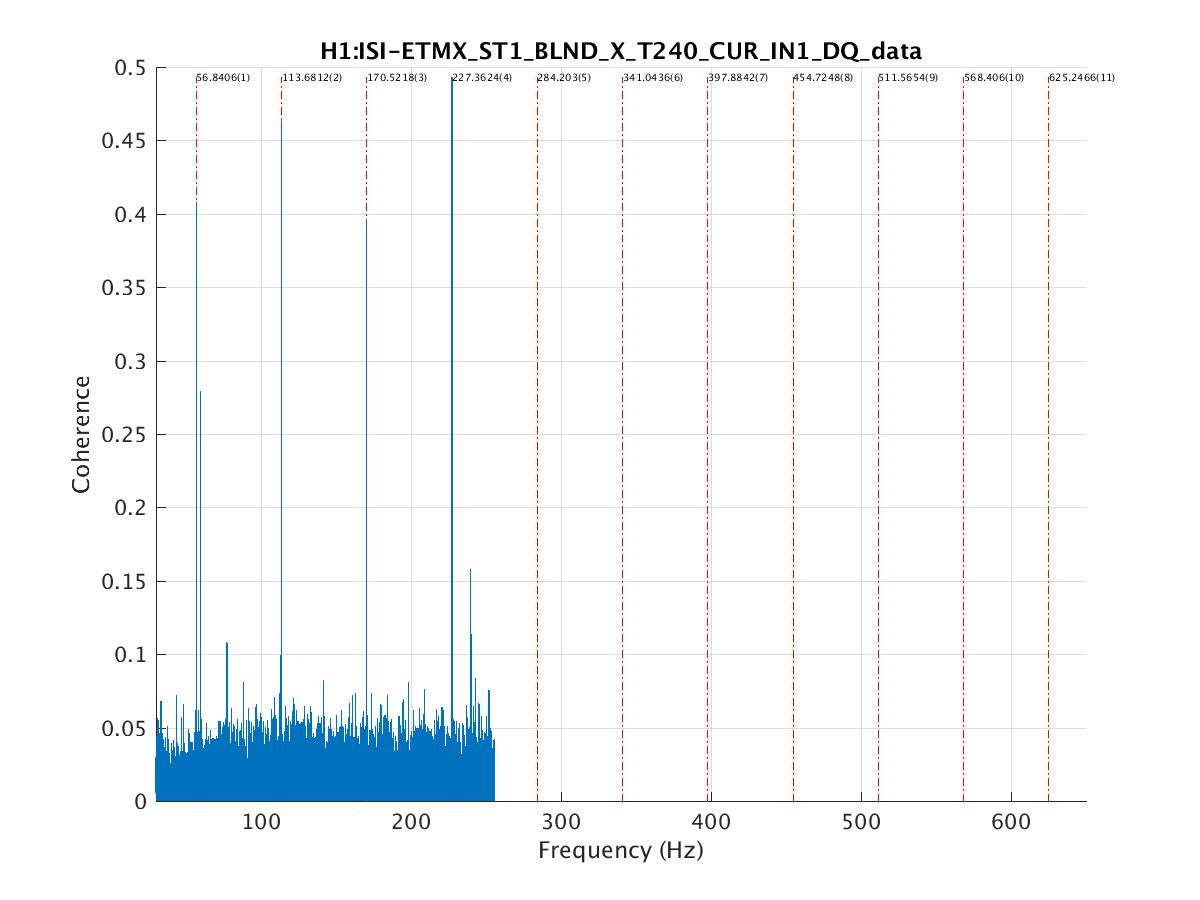 H1:ISI-ETMX_ST1_BLND_X_T240_CUR_IN1_DQ_data
56.8406(1) 113.6812(2) 170.5218(3) 227.3624(4) 284.203(5) 341.0436(6) 397.8842(7) 454.7248(8) 511.5654(9) 568.406(10) 625.2466(11)
0.5
0.45
0.4
0.35
0.3
0.25
0.2
0.15
0.1
0.05
0
Coherence
100 200 300 400 500 600
Frequency (Hz)